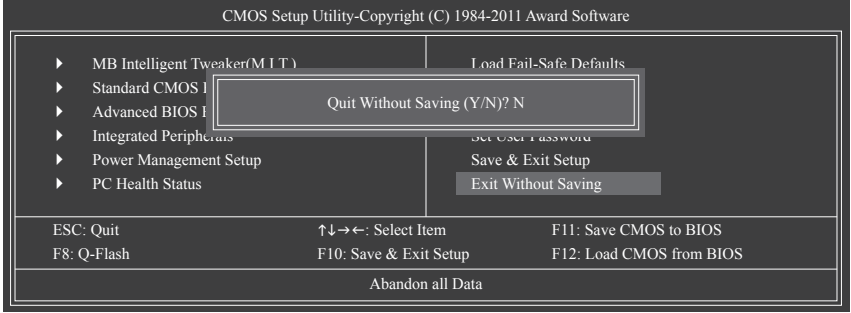 CMOS Setup Utility-Copyright (C) 1984-2011 Award Software
MB Intelligent Tweaker(M.I.T.)
Standard CMOS
Advanced BIOS
Integrated Peripherals
Power Management Setup
PC Health Status
Load Fail-Safe Defaults
Set User Password
Save & Exit Setup
Exit Without Saving
Quit Without Saving (Y/N)? N
ESC: Quit ↑↓→←: Select Item F11: Save CMOS to BIOS
F8: Q-Flash F10: Save & Exit Setup F12: Load CMOS from BIOS
Abandon all Data